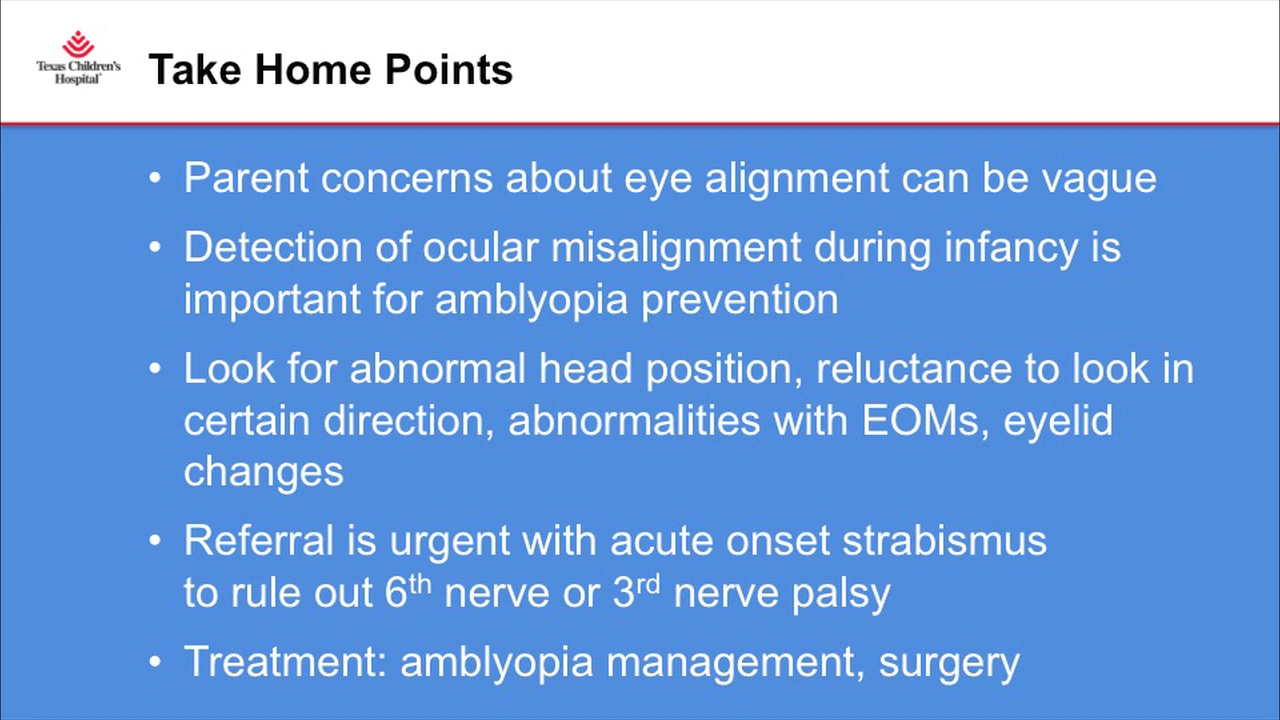 Texas Children's
Hospital
Take Home Points
• Parent concerns about eye alignment can be vague
• Detection of ocular misalignment during infancy is
important for amblyopia prevention
• Look for abnormal head position, reluctance to look in
certain direction, abnormalities with EOMs, eyelid
changes
• Referral is urgent with acute onset strabismus
to rule out 6th nerve or 3rd nerve palsy
• Treatment: amblyopia management, surgery